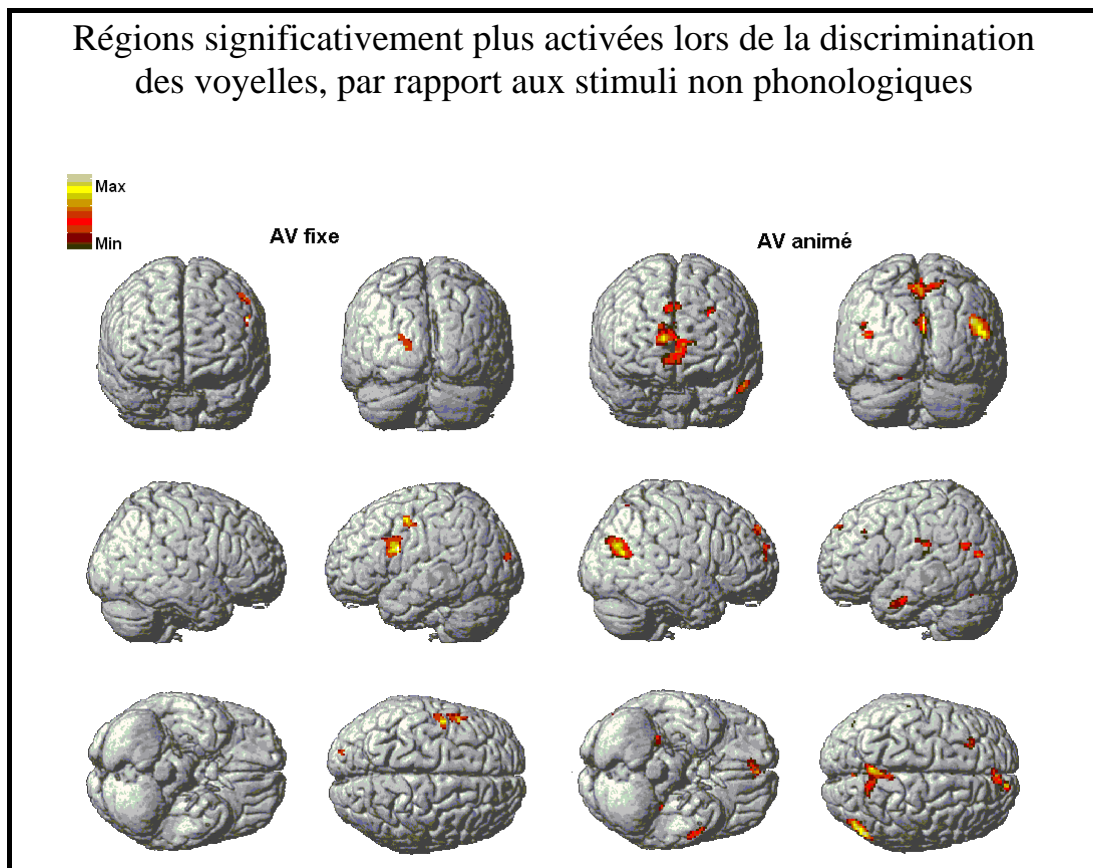 Régions significativement plus activées lors de la discrimination
des voyelles, par rapport aux stimuli non phonologiques
Max
Min
AV fixe
AV animé